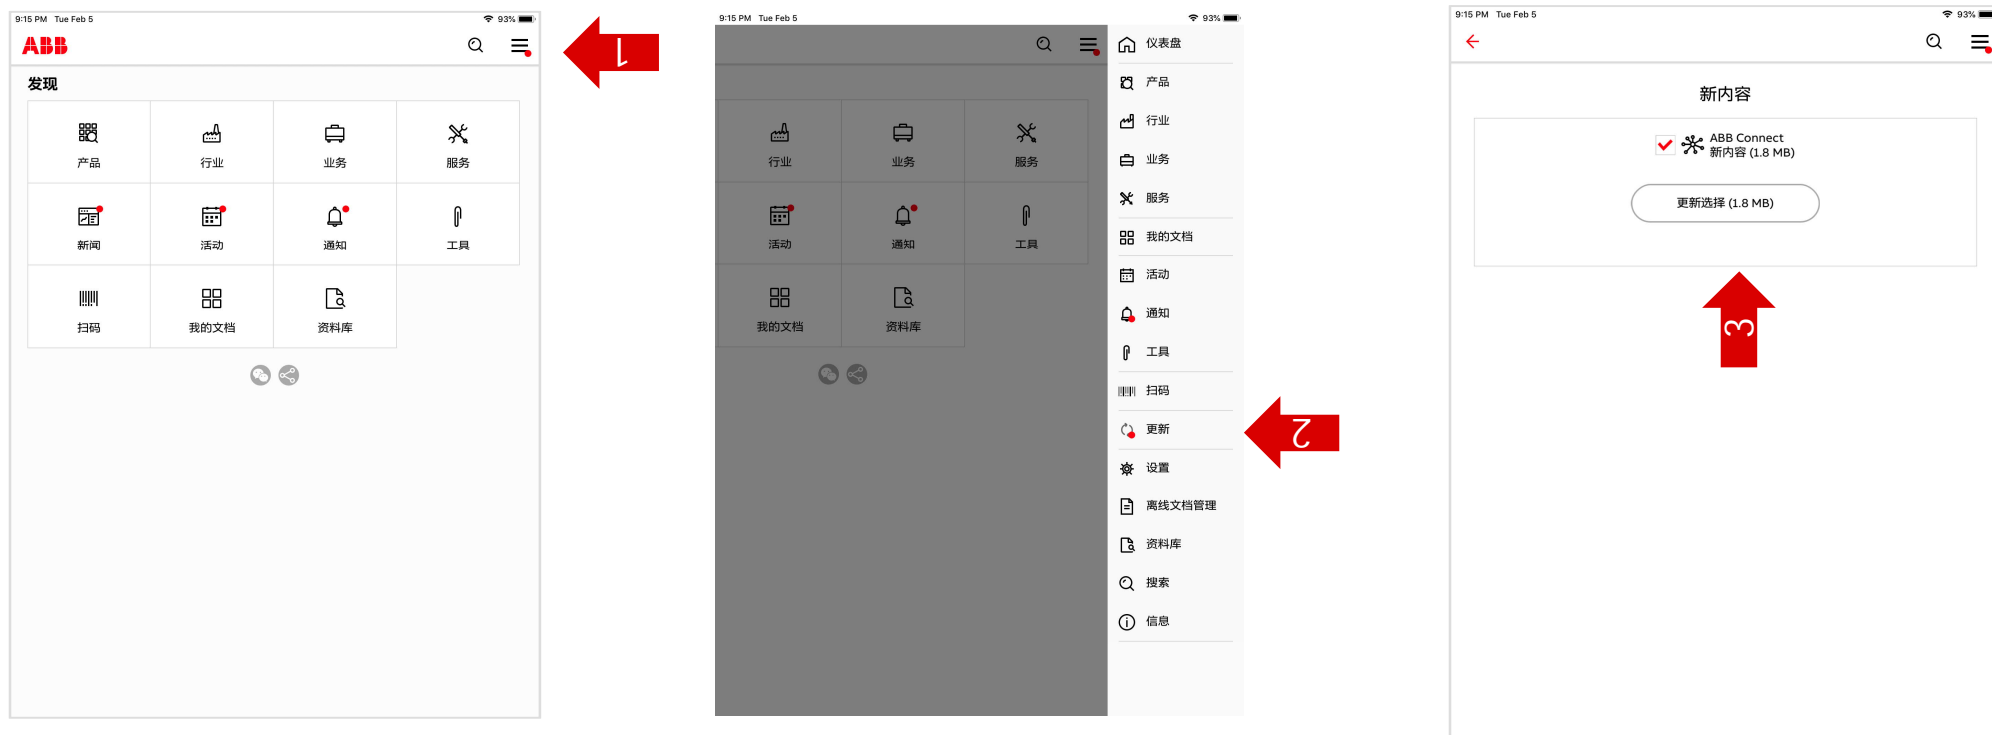 9:15 PM Tue Feb 5
93%
ABB
发现
产品
行业
业务
服务
新闻
活动
通知
工具
扫码
我的文档
资料库
1
9:15 PM Tue Feb 5
93%
行业
业务
服务
活动
通知
工具
我的文档
资料库
仪表盘
产品
行业
业务
服务
我的文档
活动
通知
工具
扫码
更新
设置
离线文档管理
资料库
搜索
信息
2
9:15 PM Tue Feb 5
93%
新内容
ABB Connect
新内容 (1.8 MB)
更新选择 (1.8 MB)
3